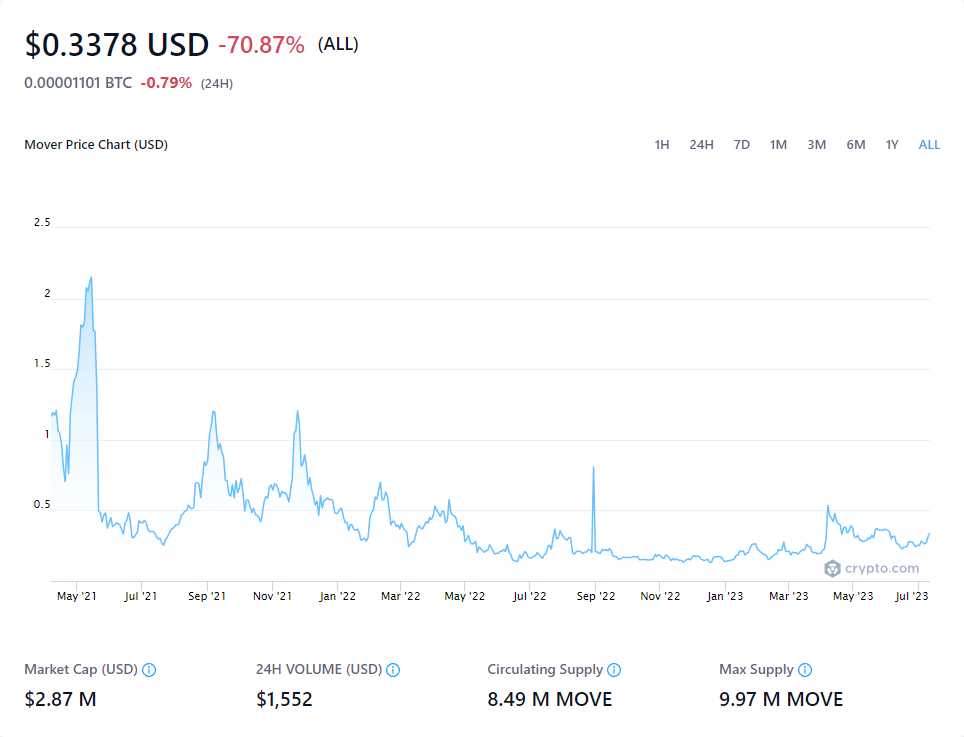 $0.3378 USD -70.87% (ALL)
0.00001101 BTC -0.79% (24H)
Mover Price Chart (USD) 1H 24H 7D 1M 3M 6M 1Y ALL
2.5
2
1.5
1
0.5
crypto.com
May '21 Jul '21 Sep '21 Nov '21 Jan '22 Mar '22 May '22 Jul '22 Sep '22 Nov '22 Jan '23 Mar '23 May '23 Jul '23
Market Cap (USD) 24H VOLUME (USD) Circulating Supply Max Supply
$2.87 M $1,552 8.49 M MOVE 9.97 M MOVE